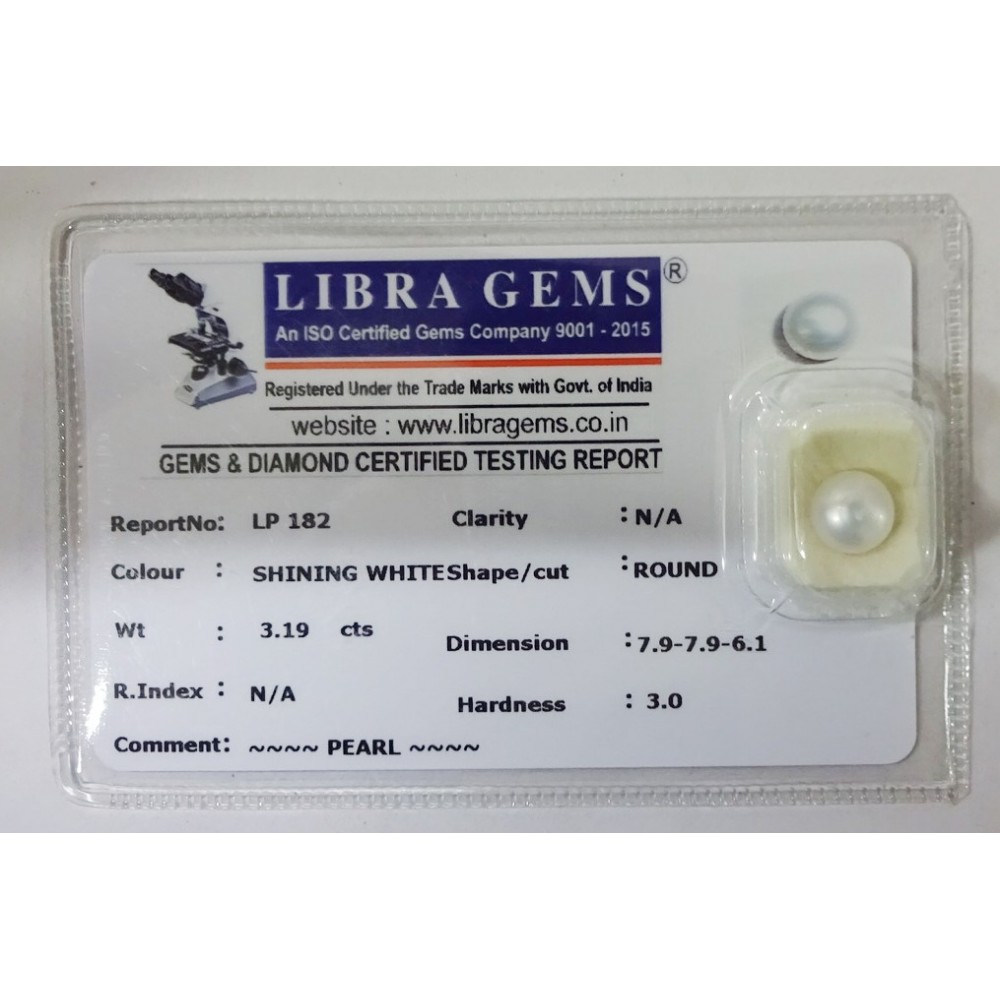 LIBRA GEMS ®
An ISO Certified Gems Company 9001 - 2015
Registered Under the Trade Marks with Govt. of India
website : www.libragems.co.in
GEMS & DIAMOND CERTIFIED TESTING REPORT
ReportNo: LP 182 Clarity : N/A
Colour : SHINING WHITE Shape/cut : ROUND
Wt : 3.19 cts Dimension : 7.9-7.9-6.1
R.Index : N/A Hardness : 3.0
Comment: ~~~~ PEARL ~~~~